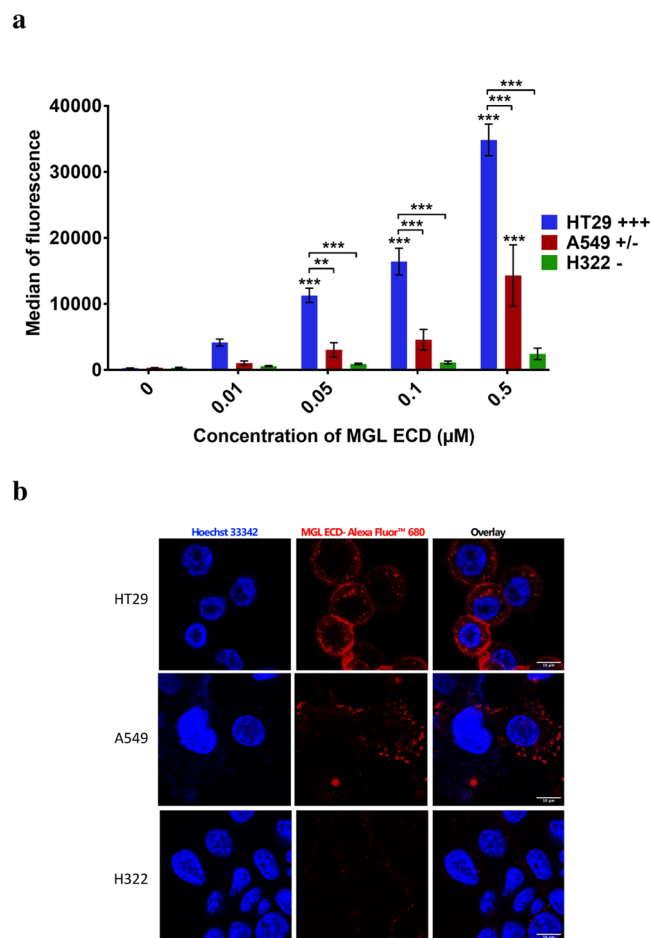 a
40000
30000
20000
10000
0
Median of fluorescence
***
***
**
***
***
***
***
***
***
***
***
***
HT29 +++
A549 +/-
H322 -
0
0.01
0.05
0.1
0.5
Concentration of MGL ECD (µM)
b
Hoechst 33342 MGL ECD- Alexa Fluor™ 680 Overlay
HT29
A549
H322